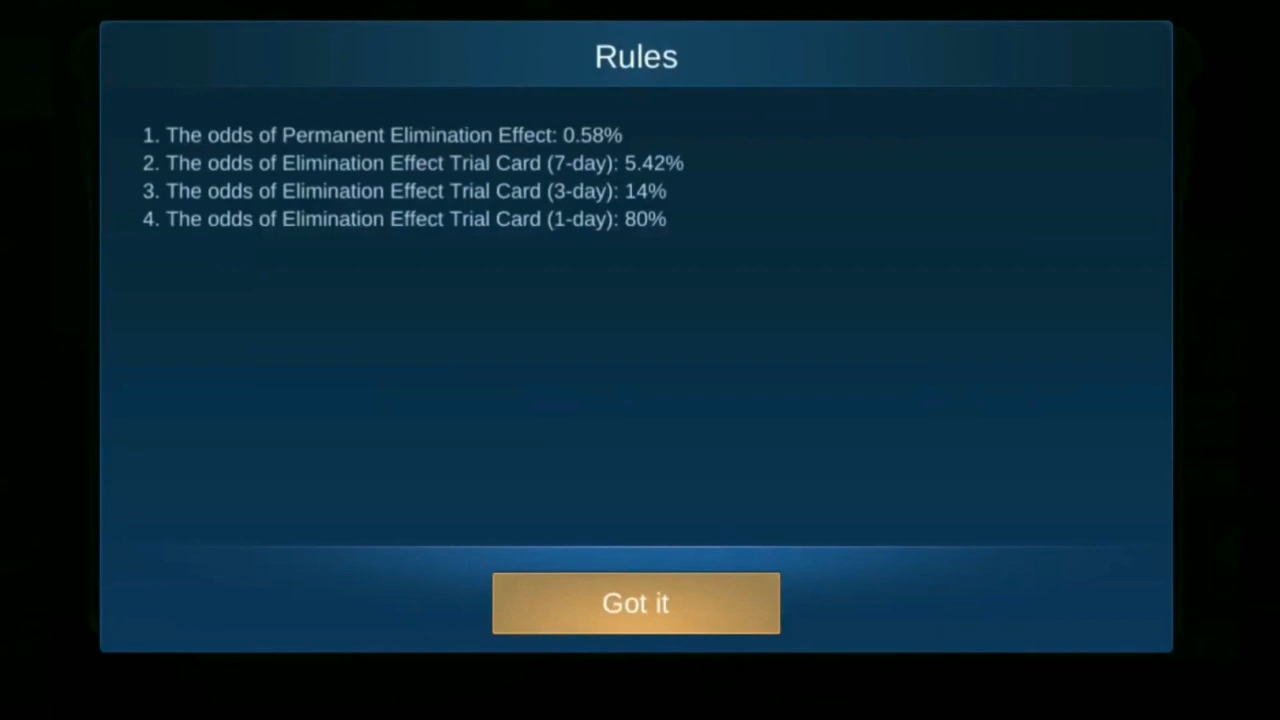 Rules
1. The odds of Permanent Elimination Effect: 0.58%
2. The odds of Elimination Effect Trial Card (7-day): 5.42%
3. The odds of Elimination Effect Trial Card (3-day): 14%
4. The odds of Elimination Effect Trial Card (1-day): 80%
Got it